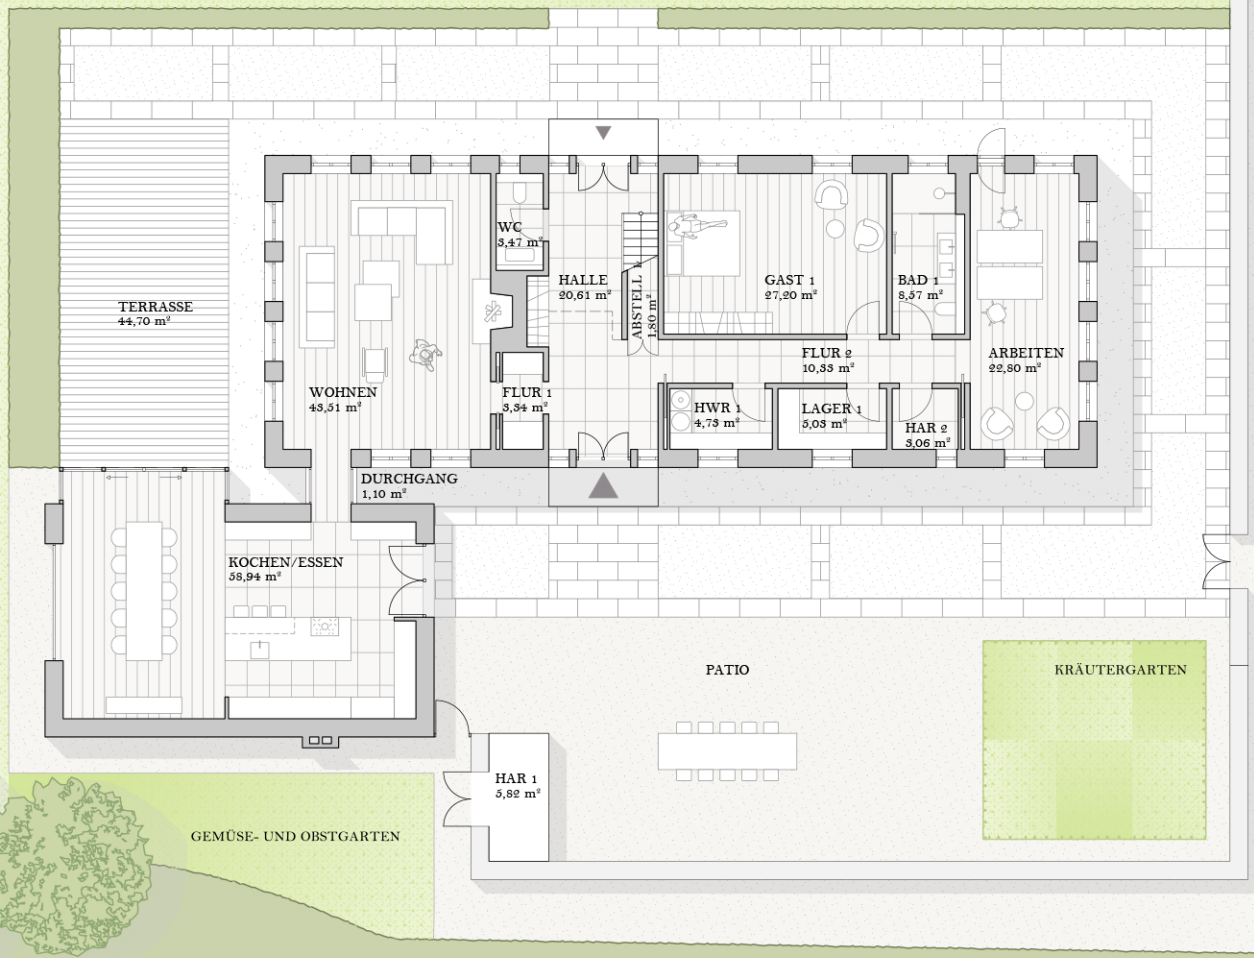 WC
3,47 m²
HALLE
20,61 m²
ABSTELL 1
1,80 m²
GAST 1
27,20 m²
BAD 1
8,57 m²
TERRASSE
44,70 m²
FLUR 2
10,33 m²
ARBEITEN
22,80 m²
WOHNEN
43,51 m²
FLUR 1
3,34 m²
HWR 1
4,73 m²
LAGER 1
5,03 m²
HAR 2
3,06 m²
DURCHGANG
1,10 m²
KOCHEN/ESSEN
58,94 m²
PATIO
KRÄUTERGARTEN
HAR 1
5,82 m²
GEMÜSE- UND OBSTGARTEN